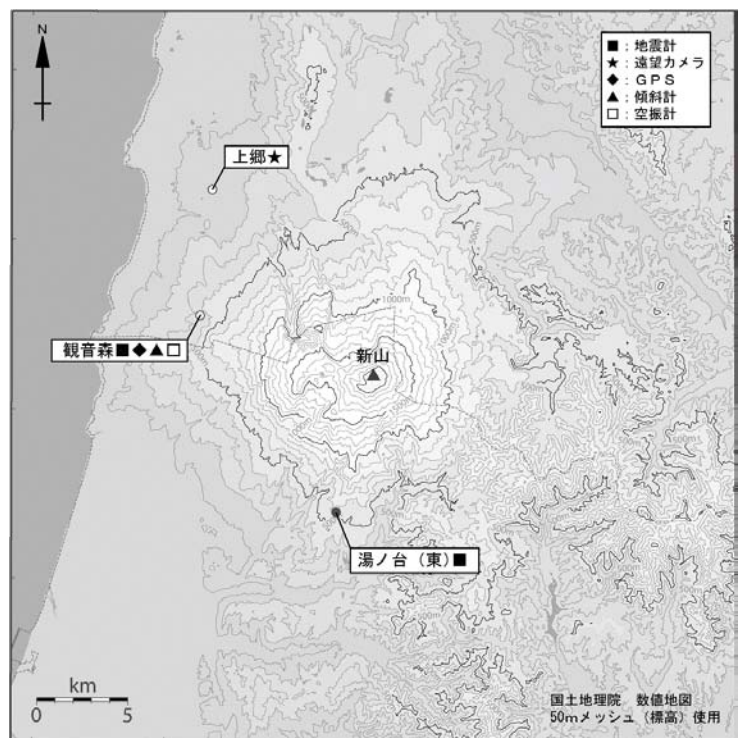 N
■：地震計
★：遠望カメラ
◆：ＧＰＳ
▲：傾斜計
□：空振計
上郷★
観音森■◆▲□
新山
1000m
湯ノ台（東）■
km
0 5
国土地理院 数値地図
50mメッシュ（標高）使用